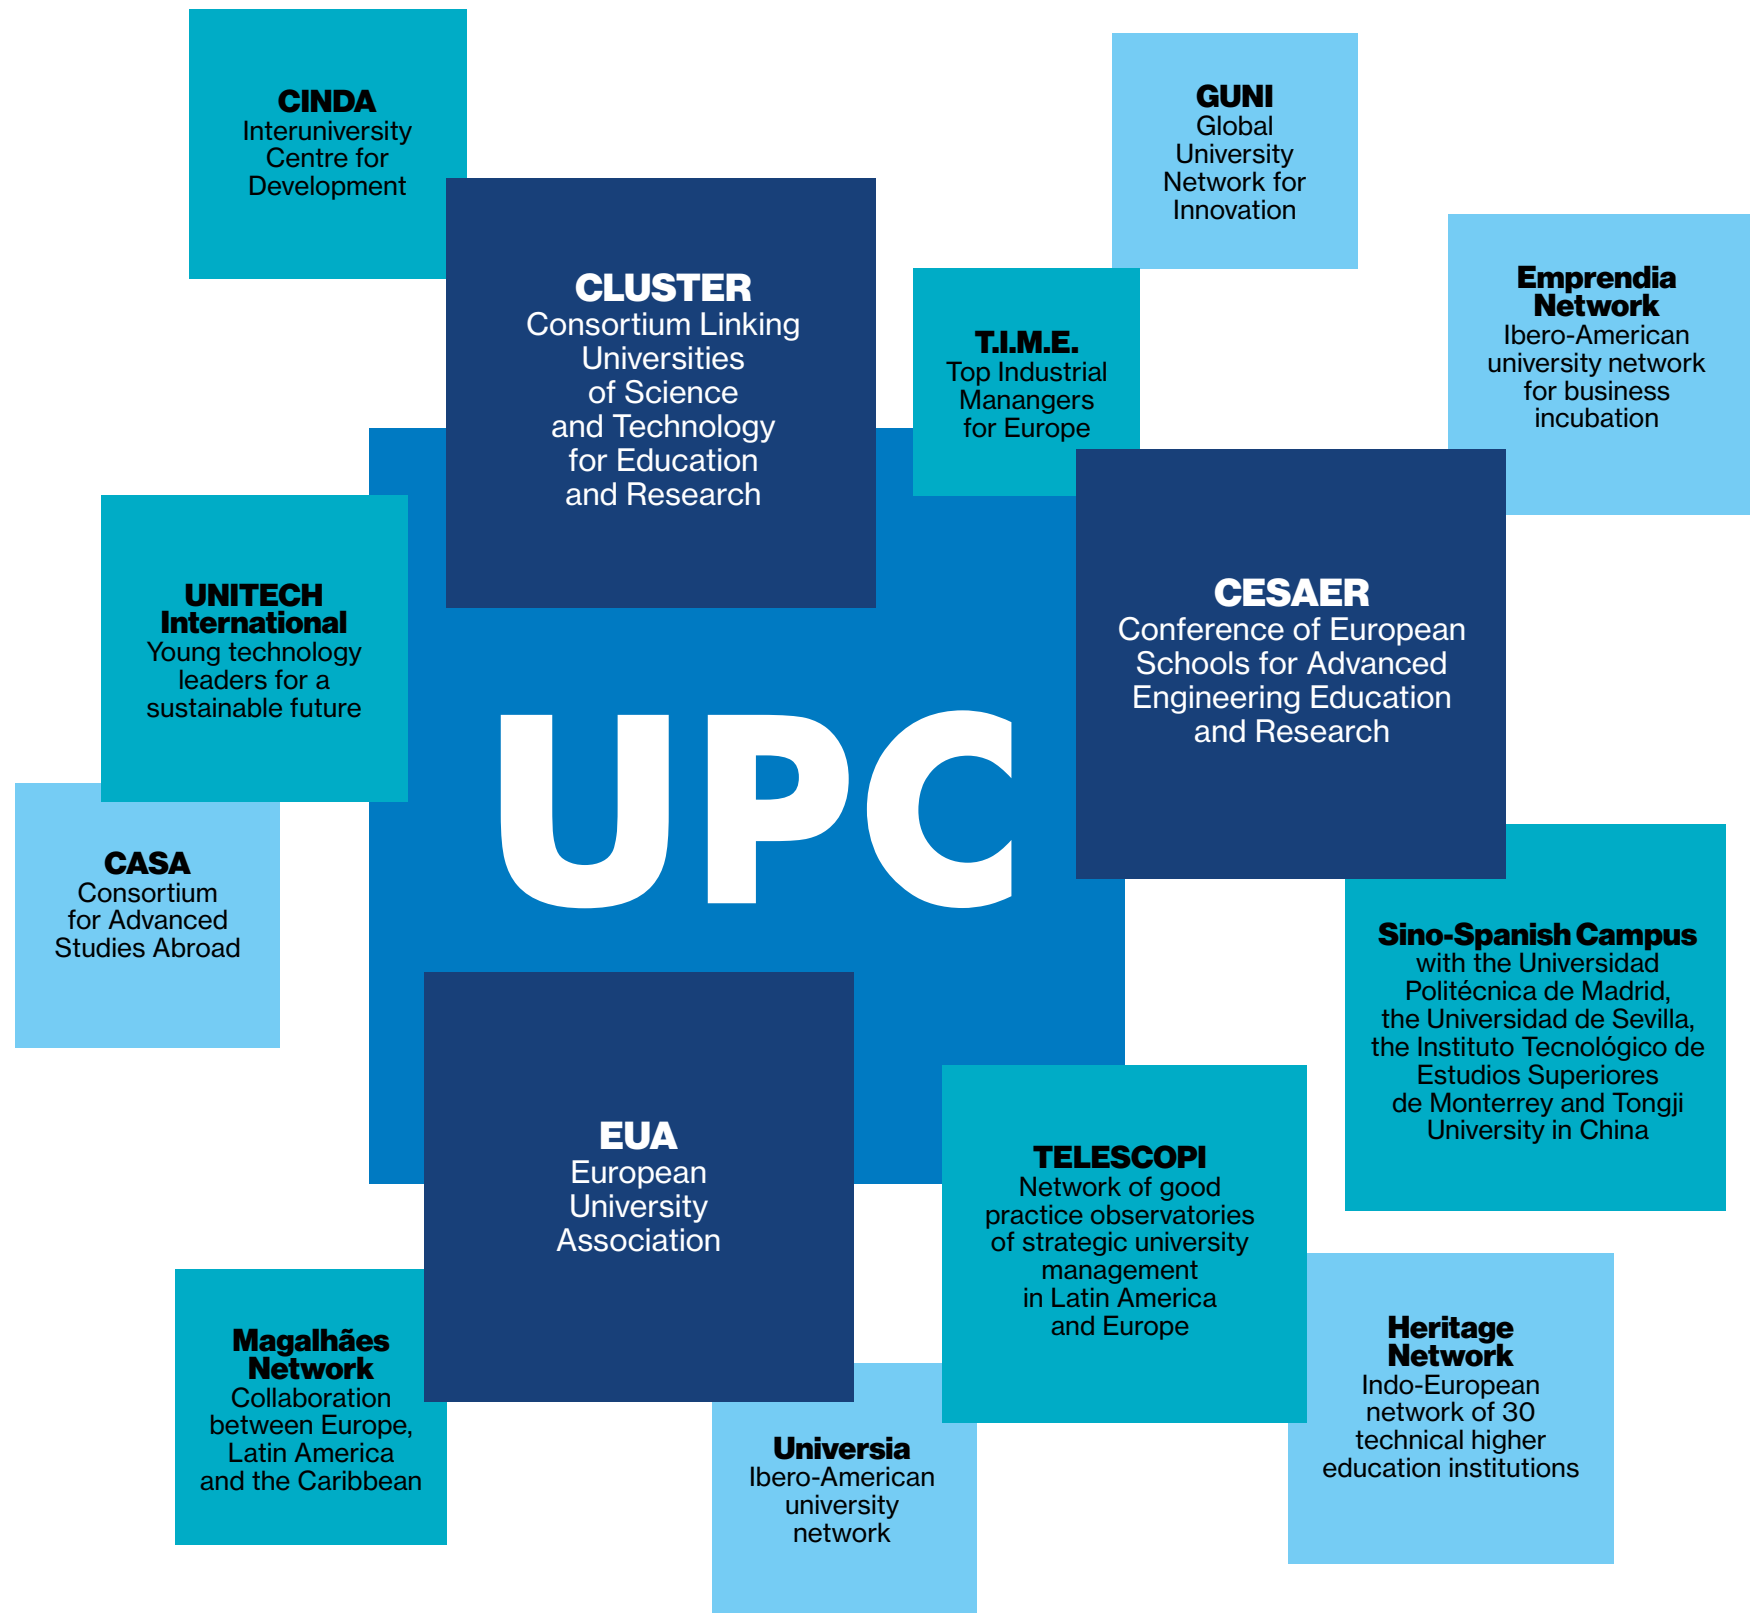 CINDA
Interuniversity
Centre for
Development
GUNI
Global
University
Network for
Innovation
CLUSTER
Consortium Linking
Universities
of Science
and Technology
for Education
and Research
T.I.M.E.
Top Industrial
Manangers
for Europe
Emprendia
Network
Ibero-American
university network
for business
incubation
UNITECH
International
Young technology
leaders for a
sustainable future
CESAER
Conference of European
Schools for Advanced
Engineering Education
and Research
UPC
CASA
Consortium
for Advanced
Studies Abroad
Sino-Spanish Campus
with the Universidad
Politécnica de Madrid,
the Universidad de Sevilla,
the Instituto Tecnológico de
Estudios Superiores
de Monterrey and Tongji
University in China
EUA
European
University
Association
TELESCOPI
Network of good
practice observatories
of strategic university
management
in Latin America
and Europe
Magalhães
Network
Collaboration
between Europe,
Latin America
and the Caribbean
Universia
Ibero-American
university
network
Heritage
Network
Indo-European
network of 30
technical higher
education institutions